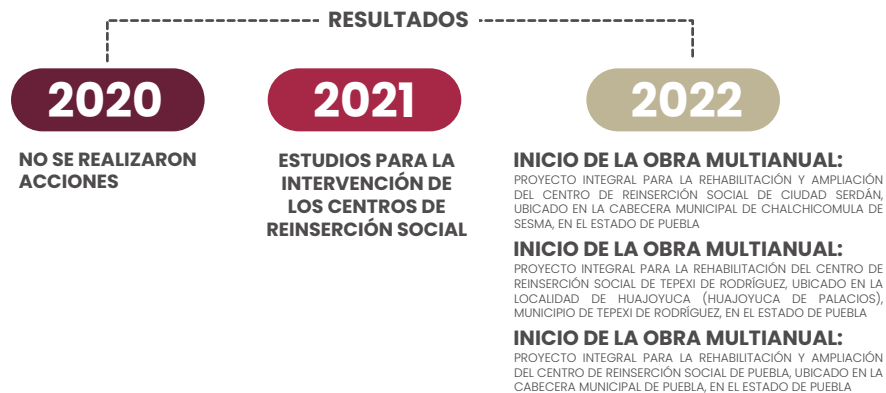 RESULTADOS
2020
NO SE REALIZARON
ACCIONES
2021
ESTUDIOS PARA LA
INTERVENCIÓN DE
LOS CENTROS DE
REINSERCIÓN SOCIAL
2022
INICIO DE LA OBRA MULTIANUAL:
PROYECTO INTEGRAL PARA LA REHABILITACIÓN Y AMPLIACIÓN
DEL CENTRO DE REINSERCIÓN SOCIAL DE CIUDAD SERDÁN,
UBICADO EN LA CABECERA MUNICIPAL DE CHALCHICOMULA DE
SESMA, EN EL ESTADO DE PUEBLA
INICIO DE LA OBRA MULTIANUAL:
PROYECTO INTEGRAL PARA LA REHABILITACIÓN DEL CENTRO DE
REINSERCIÓN SOCIAL DE TEPEXI DE RODRÍGUEZ, UBICADO EN LA
LOCALIDAD DE HUAJOYUCA (HUAJOYUCA DE PALACIOS),
MUNICIPIO DE TEPEXI DE RODRÍGUEZ, EN EL ESTADO DE PUEBLA
INICIO DE LA OBRA MULTIANUAL:
PROYECTO INTEGRAL PARA LA REHABILITACIÓN Y AMPLIACIÓN
DEL CENTRO DE REINSERCIÓN SOCIAL DE PUEBLA, UBICADO EN LA
CABECERA MUNICIPAL DE PUEBLA, EN EL ESTADO DE PUEBLA